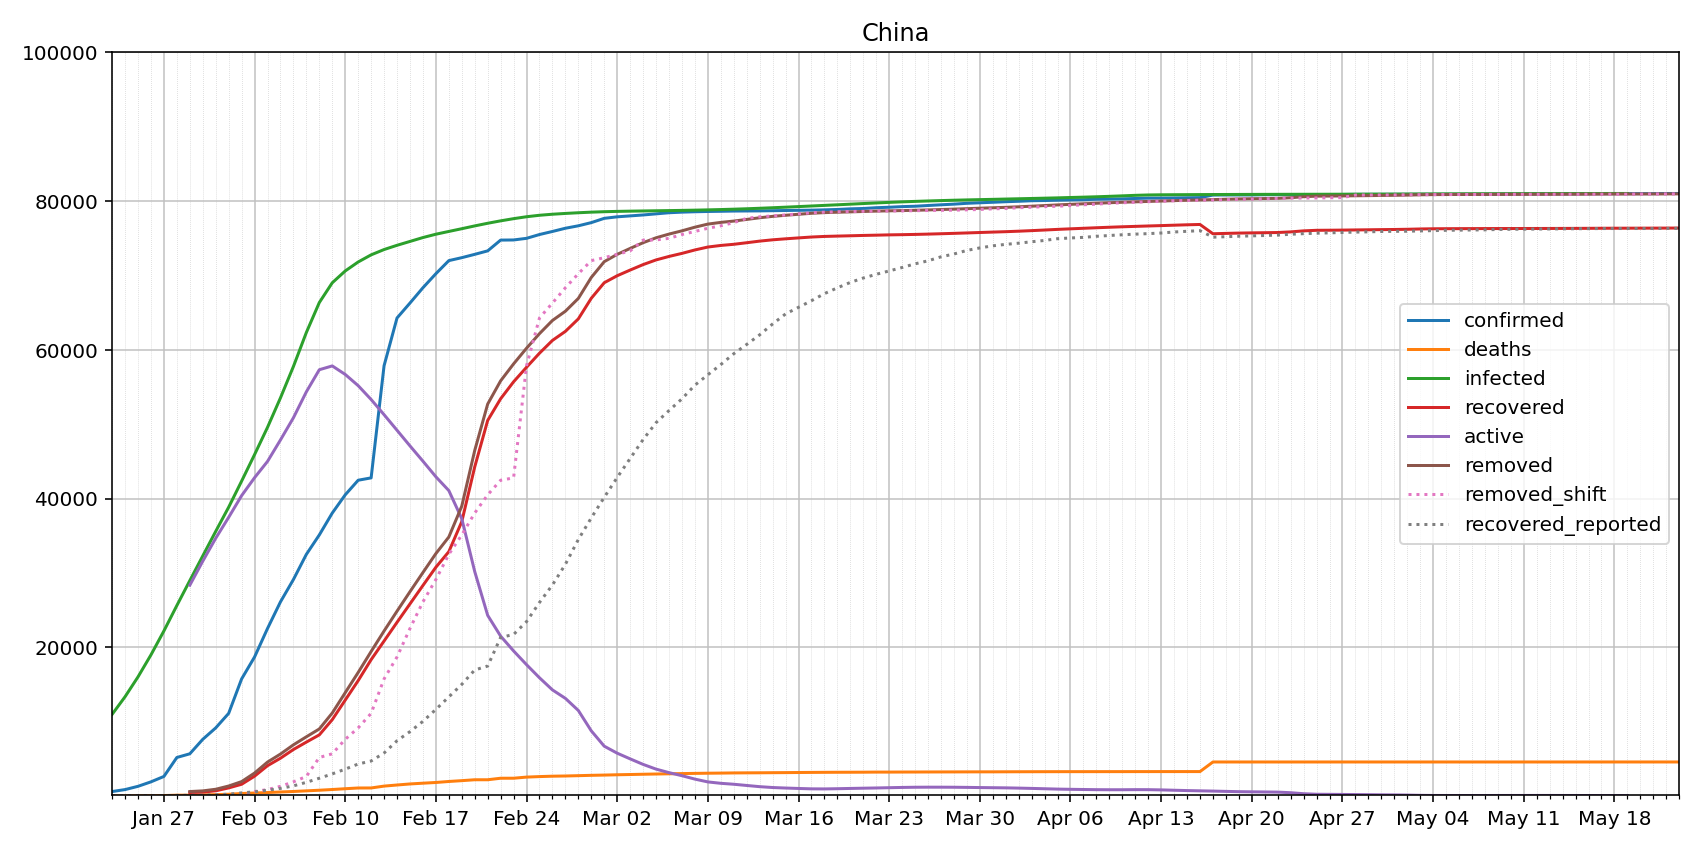 China
100000
80000
60000
40000
20000
confirmed
deaths
infected
recovered
active
removed
removed_shift
recovered_reported
Jan 27 Feb 03 Feb 10 Feb 17 Feb 24 Mar 02 Mar 09 Mar 16 Mar 23 Mar 30 Apr 06 Apr 13 Apr 20 Apr 27 May 04 May 11 May 18